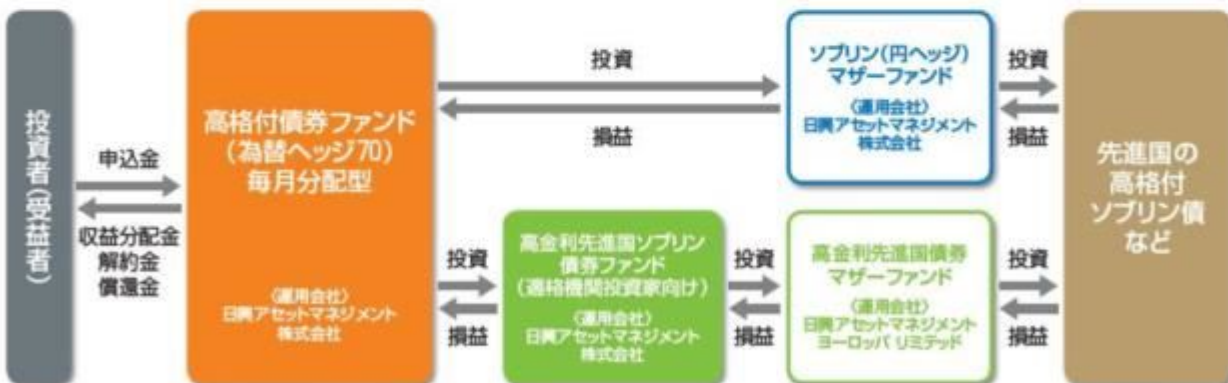 投資者(受益者)
申込金
収益分配金
解約金
償還金
高格付債券ファンド
(為替ヘッジ70)
毎月分配型
〈運用会社〉
日興アセットマネジメント
株式会社
投資
損益
ソブリン(円ヘッジ)
マザーファンド
〈運用会社〉
日興アセットマネジメント
株式会社
投資
損益
投資
損益
高金利先進国ソブリン
債券ファンド
(適格機関投資家向け)
〈運用会社〉
日興アセットマネジメント
株式会社
投資
損益
高金利先進国債券
マザーファンド
〈運用会社〉
日興アセットマネジメント
ヨーロッパ リミテッド
投資
損益
先進国の
高格付
ソブリン債
など